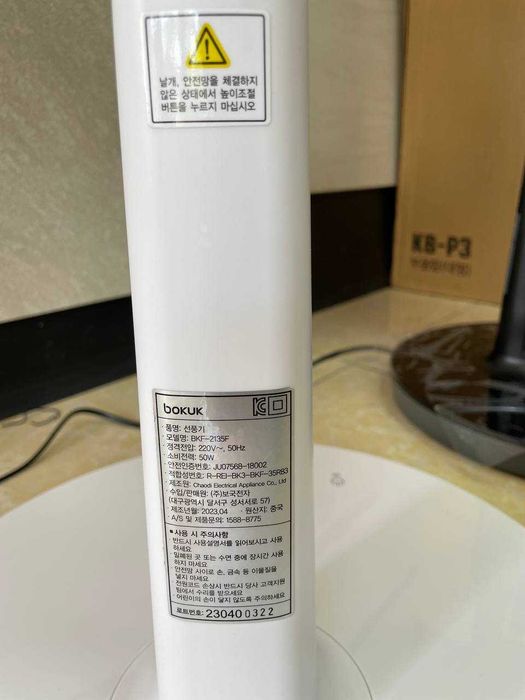 날개, 안전망을 체결하지
않은 상태에서 높이조절
버튼을 누르지 마십시오
KB-P3
bokuk
· 품명: 선풍기
· 모델명: BKF-2135F
· 정격전압: 220V~, 50Hz
· 소비전력: 50W
· 안전인증번호: JU07568-18002
· 적합성번호: R-REI-BK3-BKF-35RB3
· 제조원: Chaodi Electrical Appliance Co., Ltd
· 수입/판매원: (주)보국전자
(대구광역시 달서구 성서서로 57)
· 제조년월: 2023.04 · 원산지: 중국
· A/S 및 제품문의: 1588-8775
■ 사용 시 주의사항
· 반드시 사용설명서를 읽어보시고 사용
하세요
· 밀폐된 곳 또는 수면 중에 장시간 사용
하지 마세요
· 안전망 사이로 손, 금속 등 이물질을
넣지 마세요
· 전원코드 손상시 반드시 당사 고객지원
팀에서 수리를 받으세요
· 어린이의 손이 닿지 않도록 주의하세요
로트번호: 23040 0322